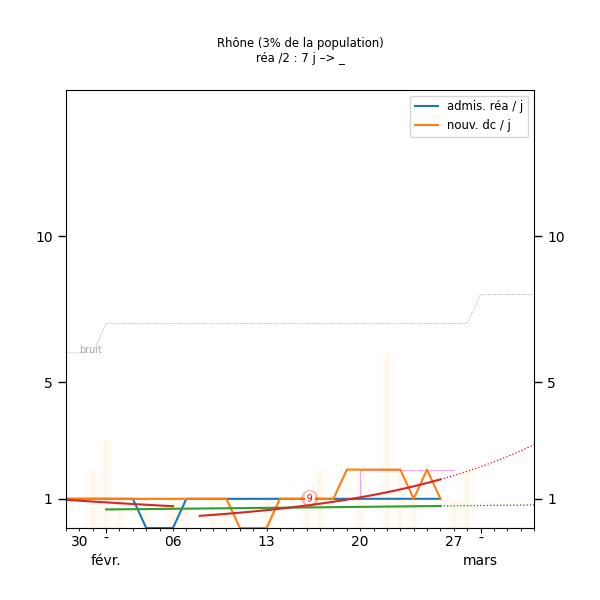 Rhône (3% de la population)
réa /2 : 7 j –> _
admis. réa / j
nouv. dc / j
10 10
bruit
5 5
9
1 1
30 - 06 13 20 27 -
févr. mars